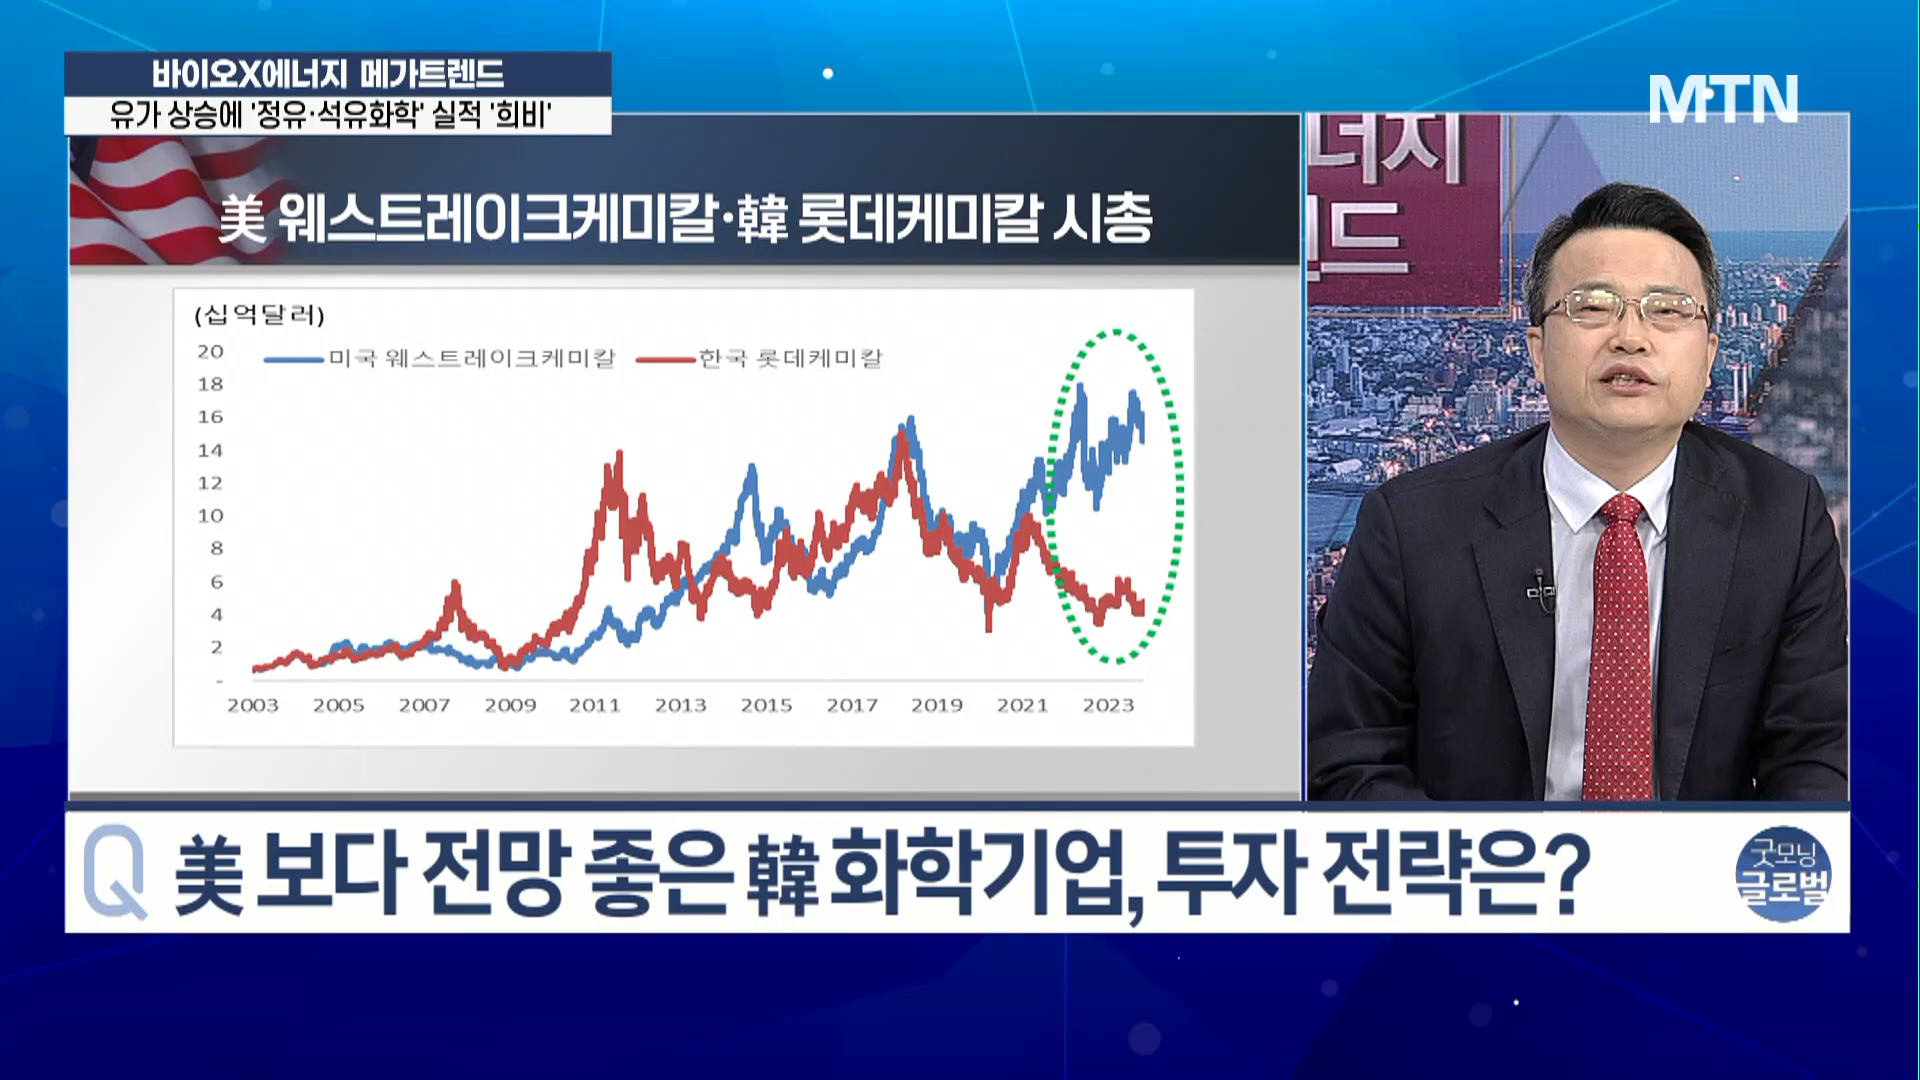 바이오X에너지 메가트렌드
유가 상승에 '정유·석유화학' 실적 '희비'
MTN
너지
드
美 웨스트레이크케미칼·韓 롯데케미칼 시총
(십억달러)
미국 웨스트레이크케미칼 한국 롯데케미칼
20
18
16
14
12
10
8
6
4
2
-
2003 2005 2007 2009 2011 2013 2015 2017 2019 2021 2023
Q 美 보다 전망 좋은 韓 화학기업, 투자 전략은?
굿모닝
글로벌